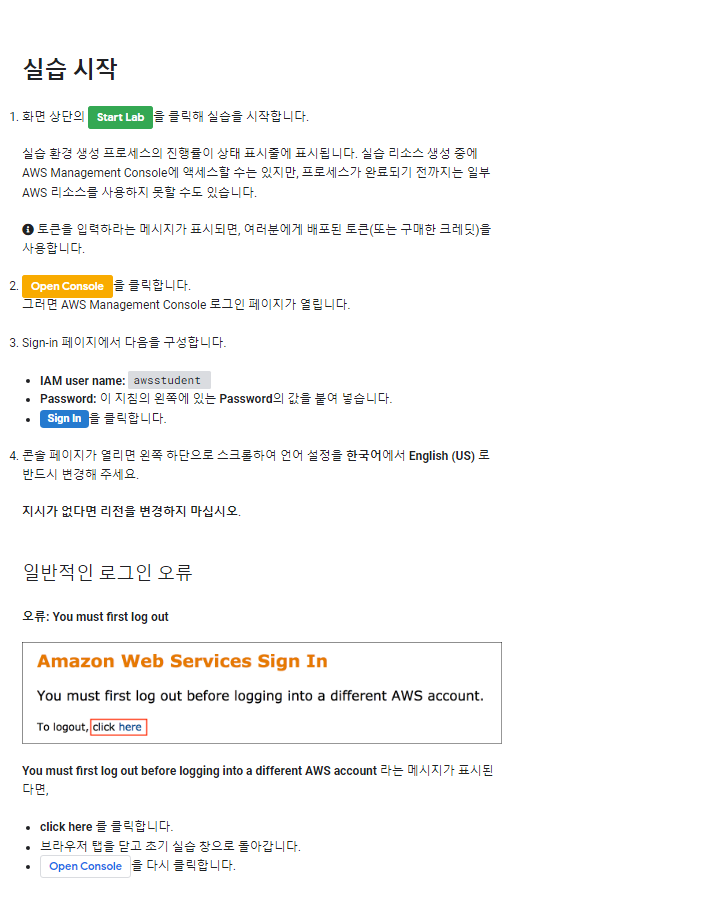 실습 시작
1. 화면 상단의 Start Lab을 클릭해 실습을 시작합니다.
실습 환경 생성 프로세스의 진행률이 상태 표시줄에 표시됩니다. 실습 리소스 생성 중에
AWS Management Console에 액세스할 수는 있지만, 프로세스가 완료되기 전까지는 일부
AWS 리소스를 사용하지 못할 수도 있습니다.
토큰을 입력하라는 메시지가 표시되면, 여러분에게 배포된 토큰(또는 구매한 크레딧)을
사용합니다.
2. Open Console을 클릭합니다.
그러면 AWS Management Console 로그인 페이지가 열립니다.
3. Sign-in 페이지에서 다음을 구성합니다.
• IAM user name: awsstudent
• Password: 이 지침의 왼쪽에 있는 Password의 값을 붙여 넣습니다.
• Sign In을 클릭합니다.
4. 콘솔 페이지가 열리면 왼쪽 하단으로 스크롤하여 언어 설정을 한국어에서 English (US) 로
반드시 변경해 주세요.
지시가 없다면 리전을 변경하지 마십시오.
일반적인 로그인 오류
오류: You must first log out
Amazon Web Services Sign In
You must first log out before logging into a different AWS account.
To logout, click here
You must first log out before logging into a different AWS account 라는 메시지가 표시된
다면,
• click here 를 클릭합니다.
• 브라우저 탭을 닫고 초기 실습 창으로 돌아갑니다.
• Open Console을 다시 클릭합니다.